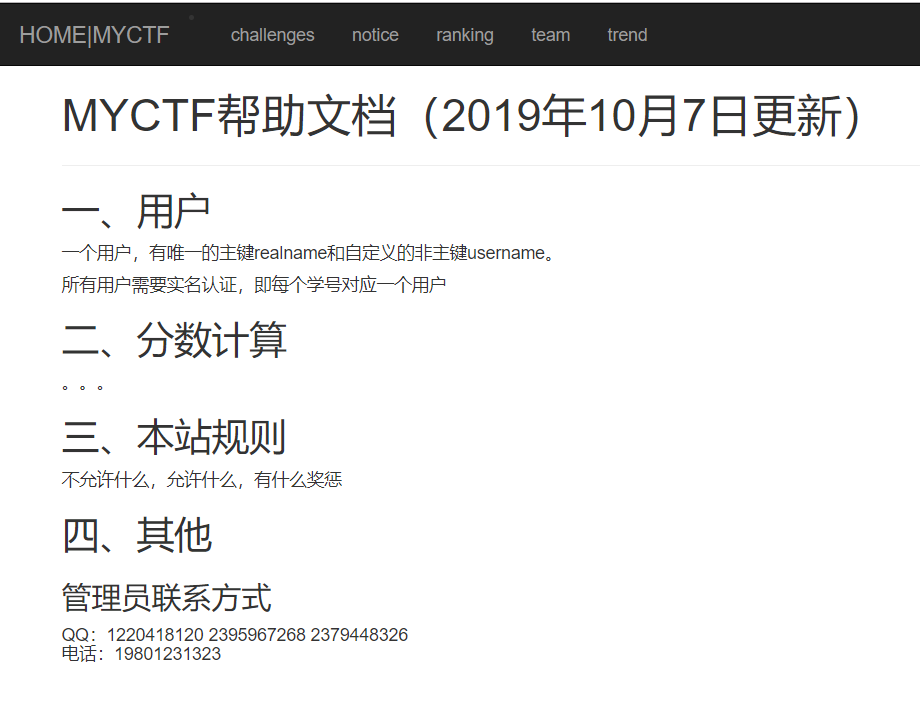 HOME|MYCTF challenges notice ranking team trend
MYCTF帮助文档（2019年10月7日更新）
一、用户
一个用户，有唯一的主键realname和自定义的非主键username。
所有用户需要实名认证，即每个学号对应一个用户
二、分数计算
。。。
三、本站规则
不允许什么，允许什么，有什么奖惩
四、其他
管理员联系方式
QQ：1220418120 2395967268 2379448326
电话：19801231323